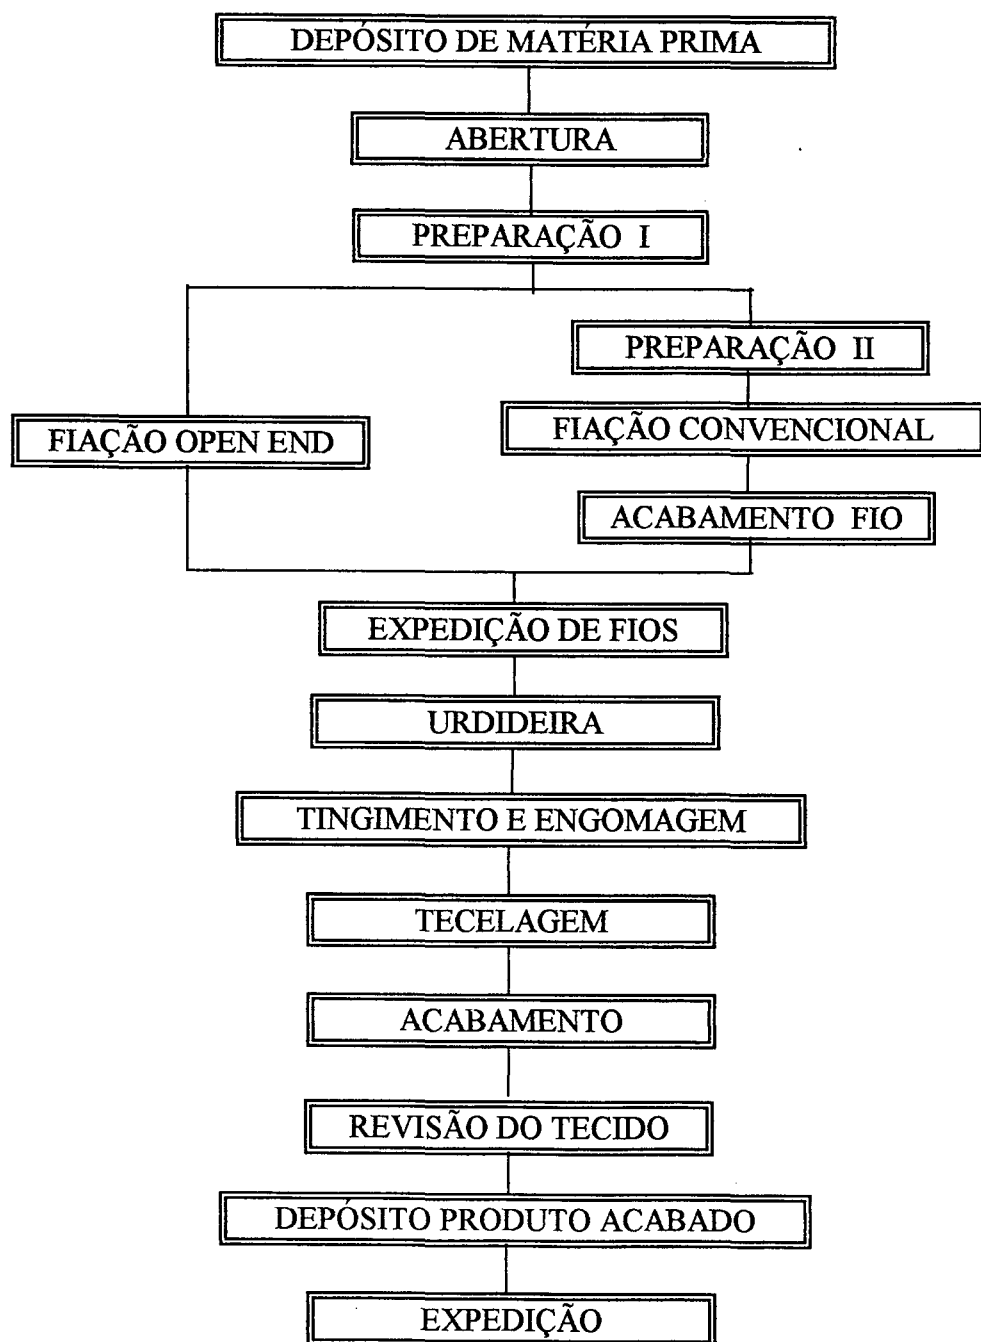 DEPÓSITO DE MATÉRIA PRIMA
ABERTURA
PREPARAÇÃO I
PREPARAÇÃO II
FIAÇÃO OPEN END
FIAÇÃO CONVENCIONAL
ACABAMENTO FIO
EXPEDIÇÃO DE FIOS
URDIDEIRA
TINGIMENTO E ENGOMAGEM
TECELAGEM
ACABAMENTO
REVISÃO DO TECIDO
DEPÓSITO PRODUTO ACABADO
EXPEDIÇÃO